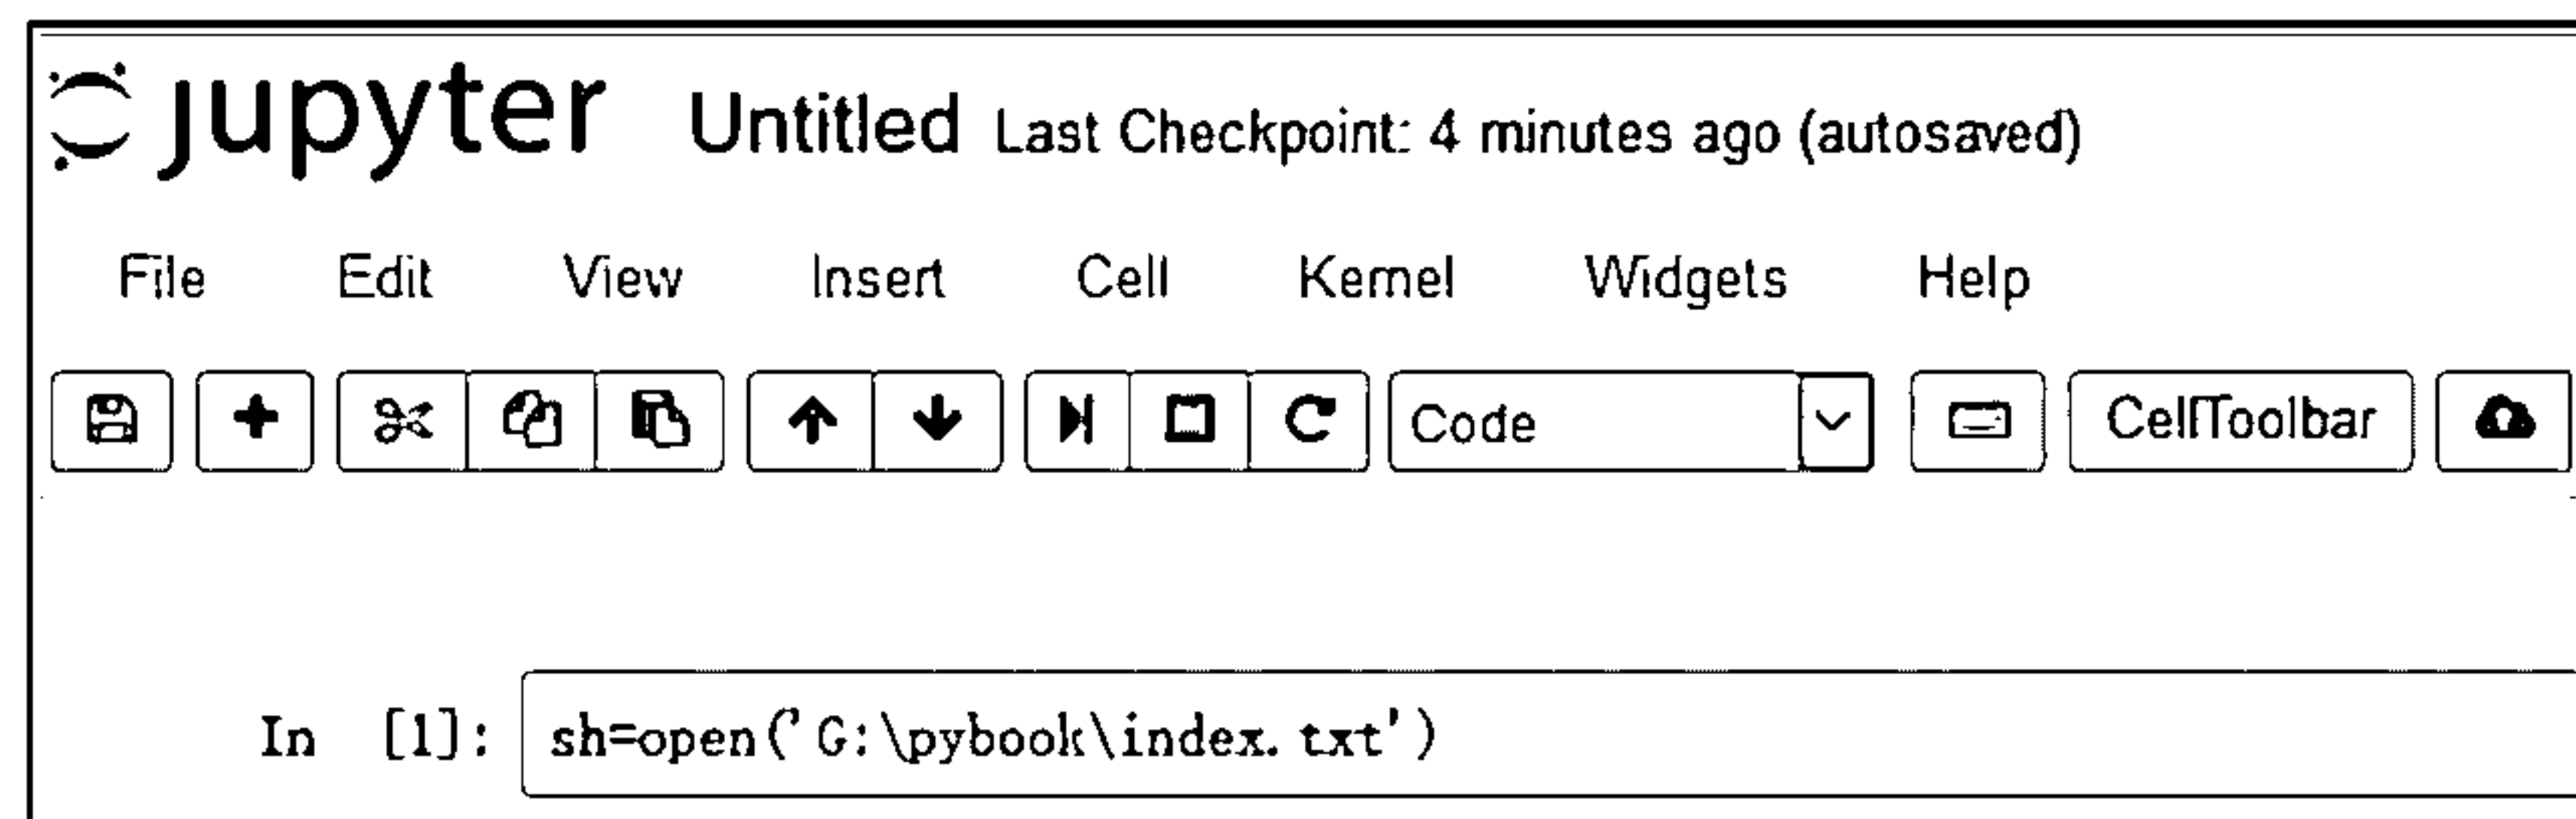 jupyter Untitled Last Checkpoint: 4 minutes ago (autosaved)
File Edit View Insert Cell Kernel Widgets Help
Code CellToolbar
In [1]: sh=open('G:\pybook\index.txt')